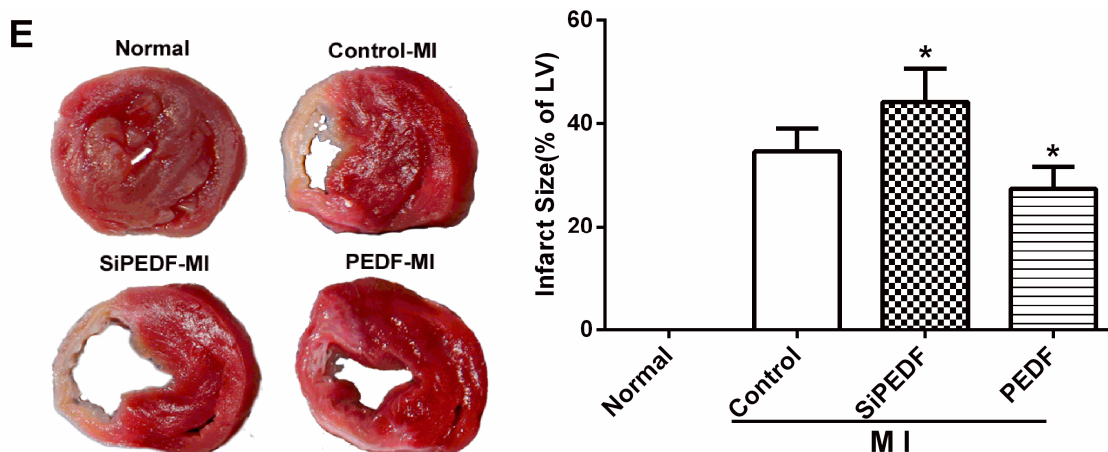 E
Normal
Control-MI
SiPEDF-MI
PEDF-MI
Infarct Size(% of LV)
60
40
20
0
*
*
Normal
Control
SiPEDF
PEDF
M I